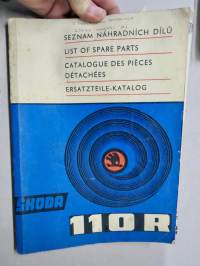 SEZNAM NÁHRADNÍCH DÍLŮ
LIST OF SPARE PARTS
CATALOGUE DES PIÈCES
DÉTACHÉES
ERSATZTEILE-KATALOG
ŠKODA
110 R